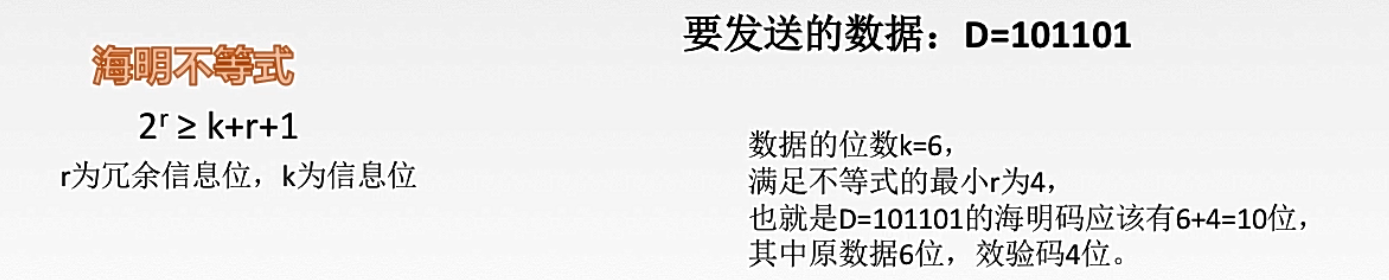 海明不等式
2ʳ ≥ k+r+1
r为冗余信息位，k为信息位
要发送的数据：D=101101
数据的位数k=6，
满足不等式的最小r为4，
也就是D=101101的海明码应该有6+4=10位，
其中原数据6位，效验码4位。